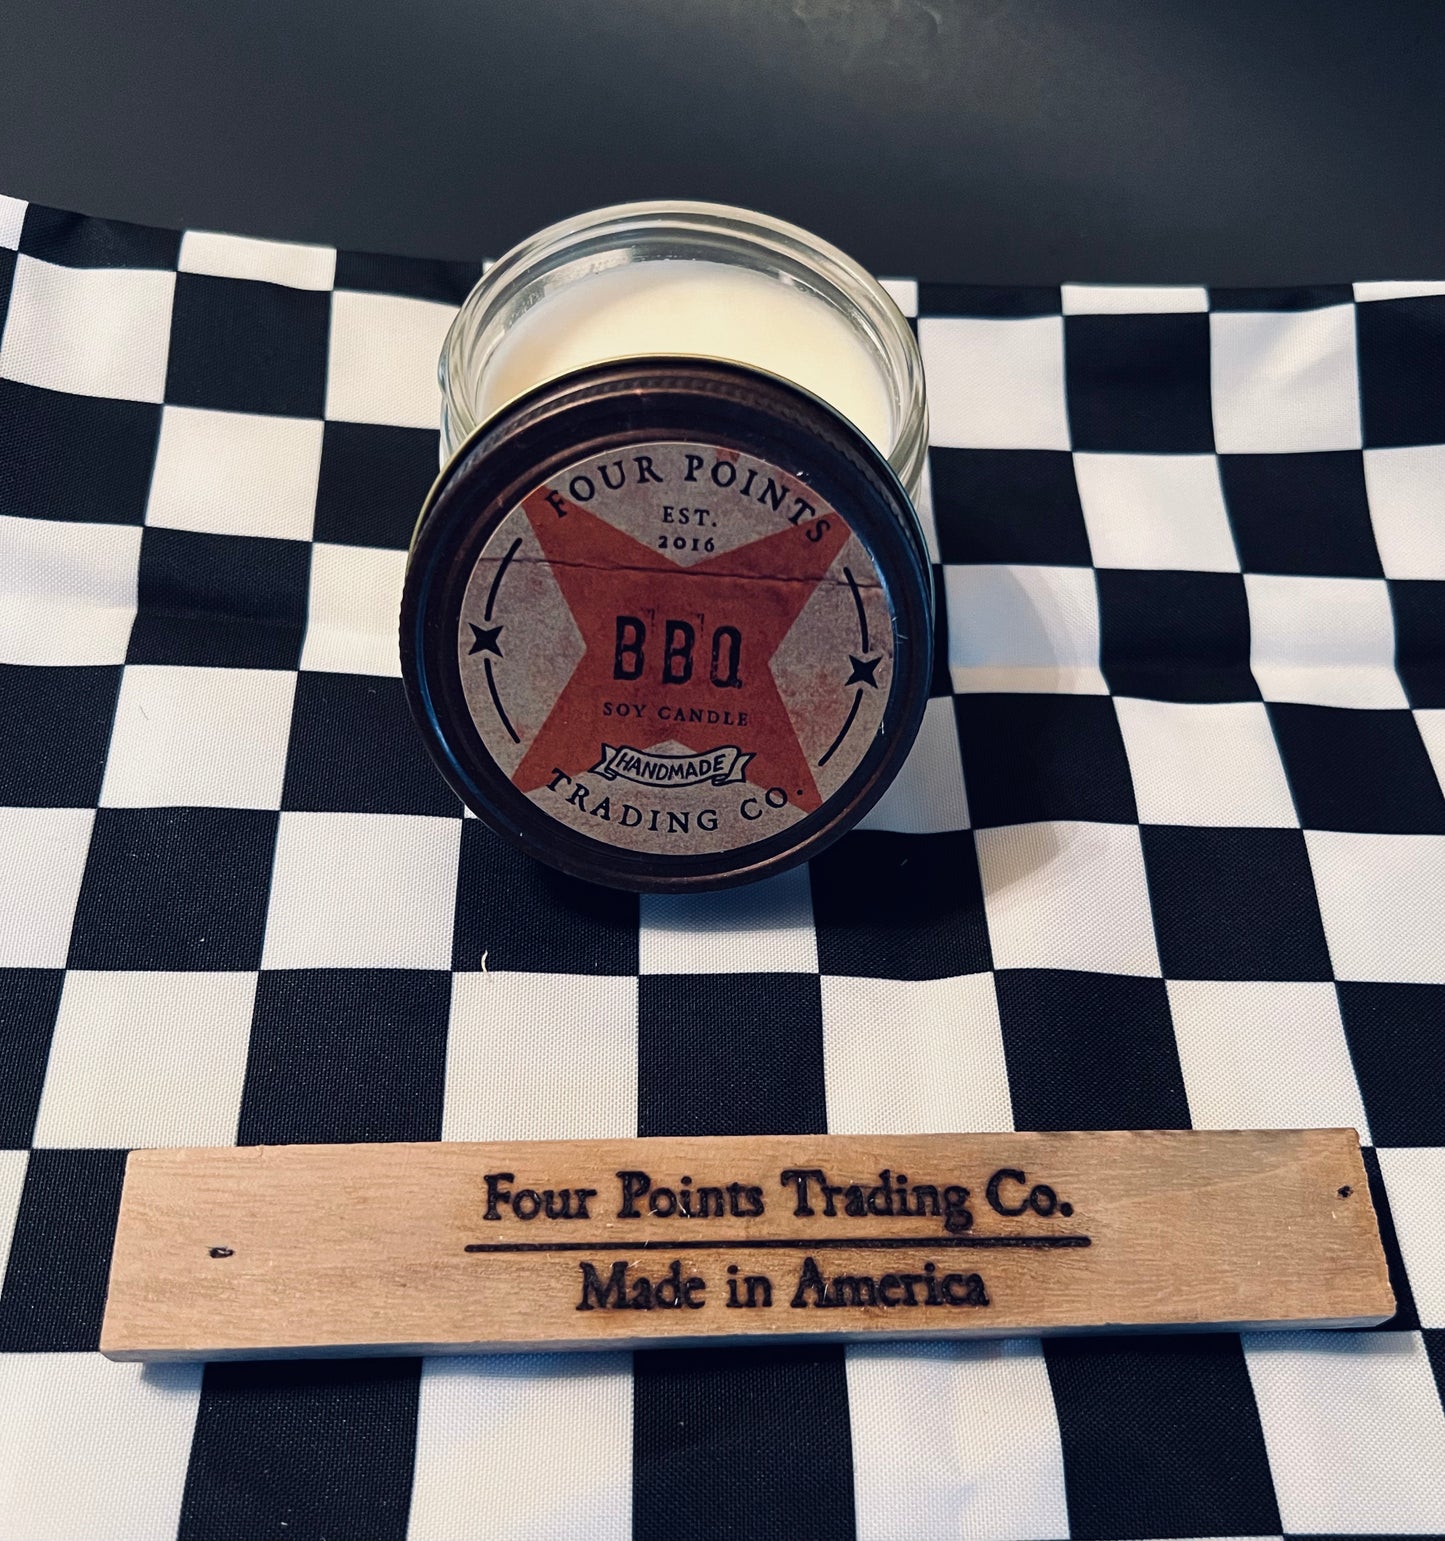 FOUR POINTS
EST.
2016
BBQ
SOY CANDLE
HANDMADE
TRADING CO.
Four Points Trading Co.
Made in America